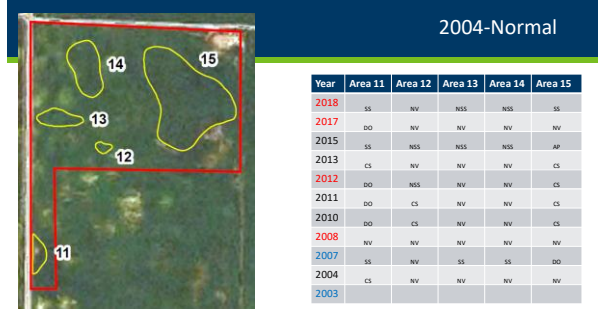 2004-Normal
14
15
13
12
11
Year Area 11 Area 12 Area 13 Area 14 Area 15
2018 SS NV NSS NSS SS
2017 DO NV NV NV NV
2015 SS NSS NSS NSS AP
2013 CS NV NV NV CS
2012 DO NSS NV NV CS
2011 DO CS NV NV CS
2010 DO CS NV NV CS
2008 NV NV NV NV NV
2007 SS NV SS SS DO
2004 CS NV NV NV NV
2003